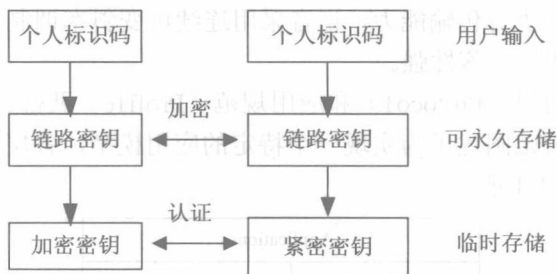 个人标识码 个人标识码 用户输入
加密
链路密钥 链路密钥 可永久存储
认证
加密密钥 紧密密钥 临时存储